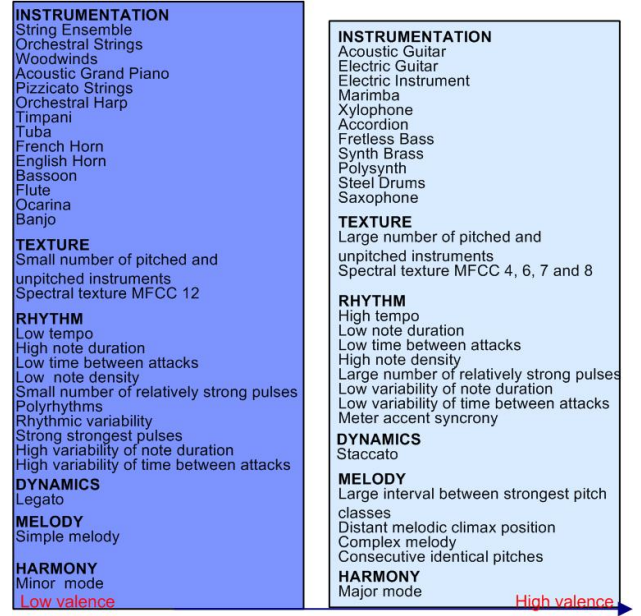 INSTRUMENTATION
String Ensemble
Orchestral Strings
Woodwinds
Acoustic Grand Piano
Pizzicato Strings
Orchestral Harp
Timpani
Tuba
French Horn
English Horn
Bassoon
Flute
Ocarina
Banjo
TEXTURE
Small number of pitched and
unpitched instruments
Spectral texture MFCC 12
RHYTHM
Low tempo
High note duration
Low time between attacks
Low note density
Small number of relatively strong pulses
Polyrhythms
Rhythmic variability
Strong strongest pulses
High variability of note duration
High variability of time between attacks
DYNAMICS
Legato
MELODY
Simple melody
HARMONY
Minor mode
Low valence
INSTRUMENTATION
Acoustic Guitar
Electric Guitar
Electric Instrument
Marimba
Xylophone
Accordion
Fretless Bass
Synth Brass
Polysynth
Steel Drums
Saxophone
TEXTURE
Large number of pitched and
unpitched instruments
Spectral texture MFCC 4, 6, 7 and 8
RHYTHM
High tempo
Low note duration
Low time between attacks
High note density
Large number of relatively strong pulses
Low variability of note duration
Low variability of time between attacks
Meter accent syncrony
DYNAMICS
Staccato
MELODY
Large interval between strongest pitch
classes
Distant melodic climax position
Complex melody
Consecutive identical pitches
HARMONY
Major mode
High valence